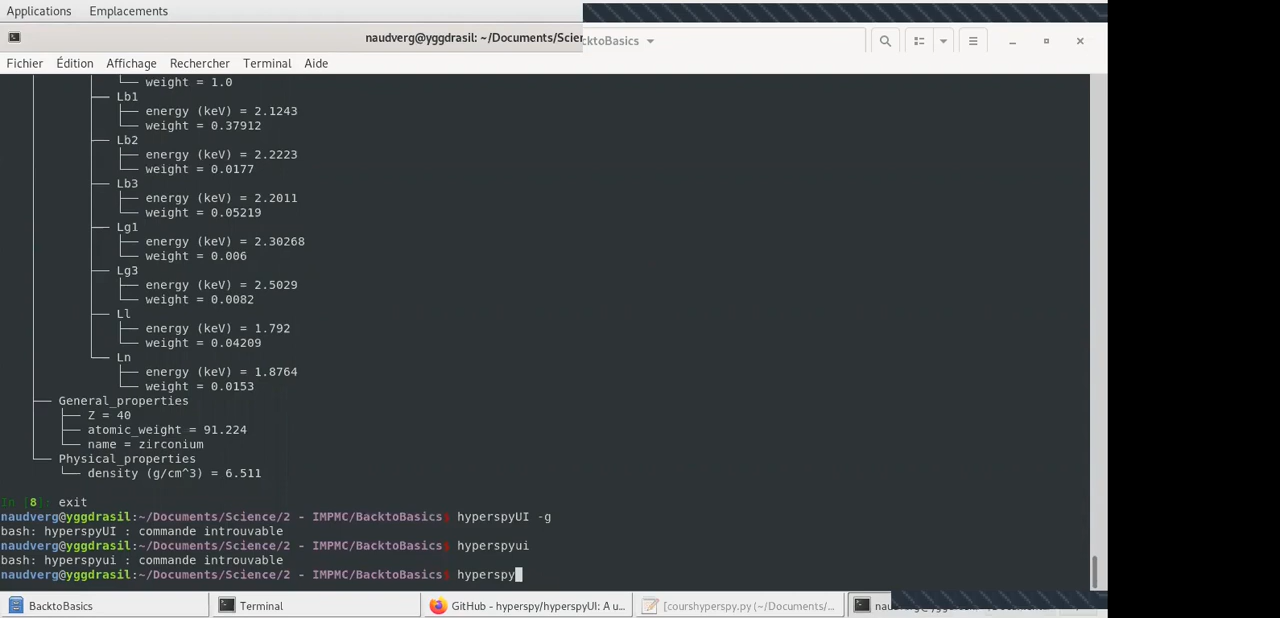 Applications Emplacements
naudverg@yggdrasil: ~/Documents/Scien
cktoBasics
Fichier Édition Affichage Rechercher Terminal Aide
weight = 1.0
Lb1
energy (keV) = 2.1243
weight = 0.37912
Lb2
energy (keV) = 2.2223
weight = 0.0177
Lb3
energy (keV) = 2.2011
weight = 0.05219
Lg1
energy (keV) = 2.30268
weight = 0.006
Lg3
energy (keV) = 2.5029
weight = 0.0082
Ll
energy (keV) = 1.792
weight = 0.04209
Ln
energy (keV) = 1.8764
weight = 0.0153
General_properties
Z = 40
atomic_weight = 91.224
name = zirconium
Physical_properties
density (g/cm^3) = 6.511
In [8]: exit
naudverg@yggdrasil:~/Documents/Science/2 - IMPMC/BacktoBasics$ hyperspyUI -g
bash: hyperspyUI : commande introuvable
naudverg@yggdrasil:~/Documents/Science/2 - IMPMC/BacktoBasics$ hyperspyui
bash: hyperspyui : commande introuvable
naudverg@yggdrasil:~/Documents/Science/2 - IMPMC/BacktoBasics$ hyperspy
BacktoBasics Terminal GitHub - hyperspy/hyperspyUI: A u... [courshyperspy.py (~/Documents/...